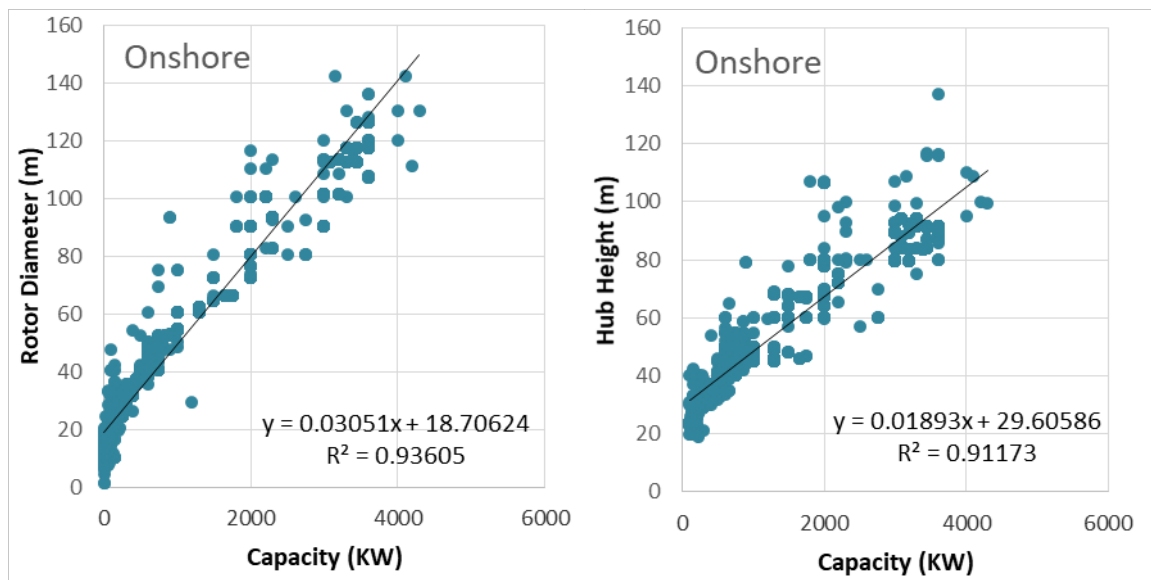 Onshore
Rotor Diameter (m)
160
140
120
100
80
60
40
20
0
y = 0.03051x + 18.70624
R² = 0.93605
0 2000 4000 6000
Capacity (KW)
Onshore
Hub Height (m)
160
140
120
100
80
60
40
20
0
y = 0.01893x + 29.60586
R² = 0.91173
0 2000 4000 6000
Capacity (KW)